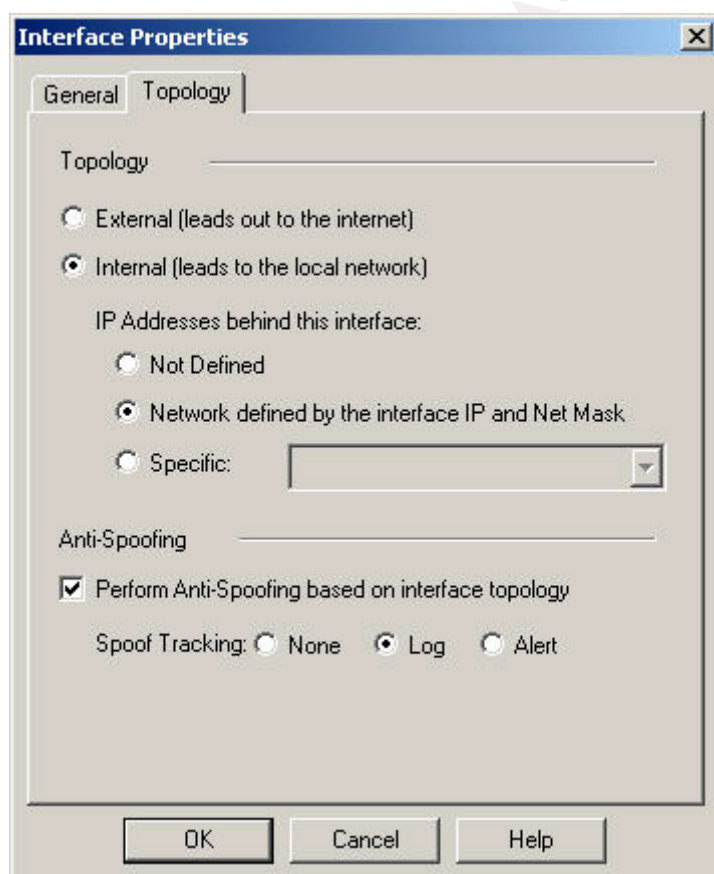 Interface Properties
General Topology
Topology
External (leads out to the internet)
Internal (leads to the local network)
IP Addresses behind this interface:
Not Defined
Network defined by the interface IP and Net Mask
Specific:
Anti-Spoofing
Perform Anti-Spoofing based on interface topology
Spoof Tracking: None Log Alert
OK Cancel Help